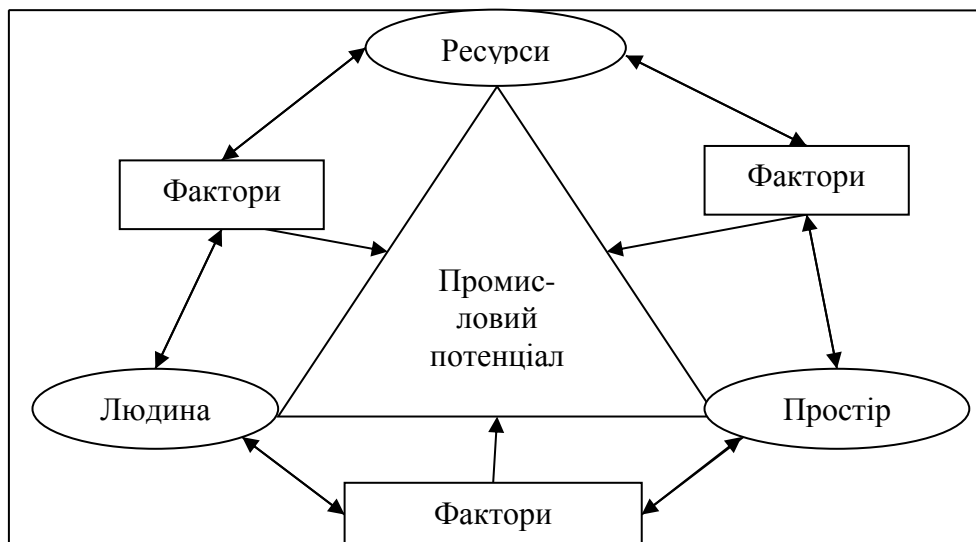 Ресурси
Фактори
Фактори
Промис-
ловий
потенціал
Людина
Простір
Фактори